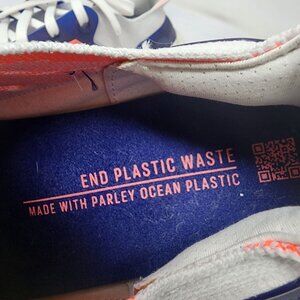 END PLASTIC WASTE
MADE WITH PARLEY OCEAN PLASTIC